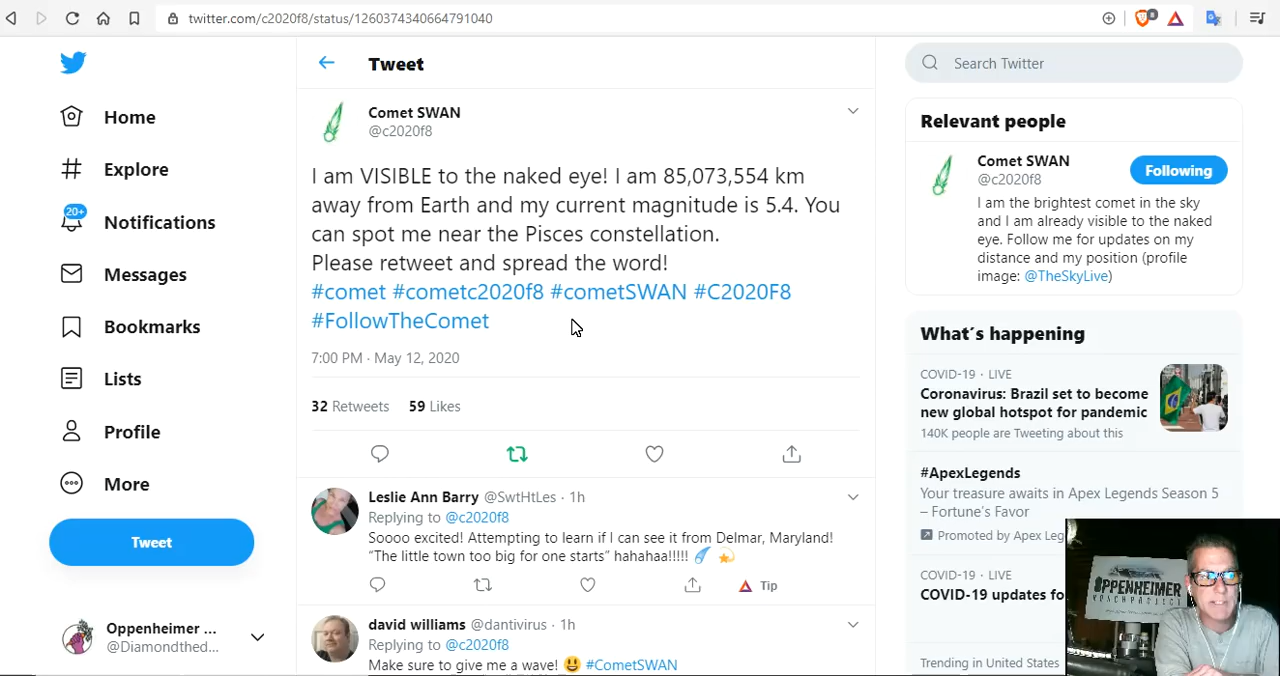 twitter.com/c2020f8/status/1260374340664791040
Home
Explore
20+
Notifications
Messages
Bookmarks
Lists
Profile
More
Tweet
Oppenheimer ...
@Diamondthed...
Tweet
Comet SWAN
@c2020f8
I am VISIBLE to the naked eye! I am 85,073,554 km
away from Earth and my current magnitude is 5.4. You
can spot me near the Pisces constellation.
Please retweet and spread the word!
#comet #cometc2020f8 #cometSWAN #C2020F8
#FollowTheComet
7:00 PM · May 12, 2020
32 Retweets 59 Likes
Leslie Ann Barry @SwtHtLes · 1h
Replying to @c2020f8
Soooo excited! Attempting to learn if I can see it from Delmar, Maryland!
“The little town too big for one starts” hahahaa!!!!!
Tip
david williams @dantivirus · 1h
Replying to @c2020f8
Make sure to give me a wave! 😃 #CometSWAN
Search Twitter
Relevant people
Comet SWAN
@c2020f8
Following
I am the brightest comet in the sky
and I am already visible to the naked
eye. Follow me for updates on my
distance and my position (profile
image: @TheSkyLive)
What's happening
COVID-19 · LIVE
Coronavirus: Brazil set to become
new global hotspot for pandemic
140K people are Tweeting about this
#ApexLegends
Your treasure awaits in Apex Legends Season 5
– Fortune's Favor
Promoted by Apex Leg
COVID-19 · LIVE
COVID-19 updates fo
Trending in United States
OPPENHEIMER
RANCH PROJECT